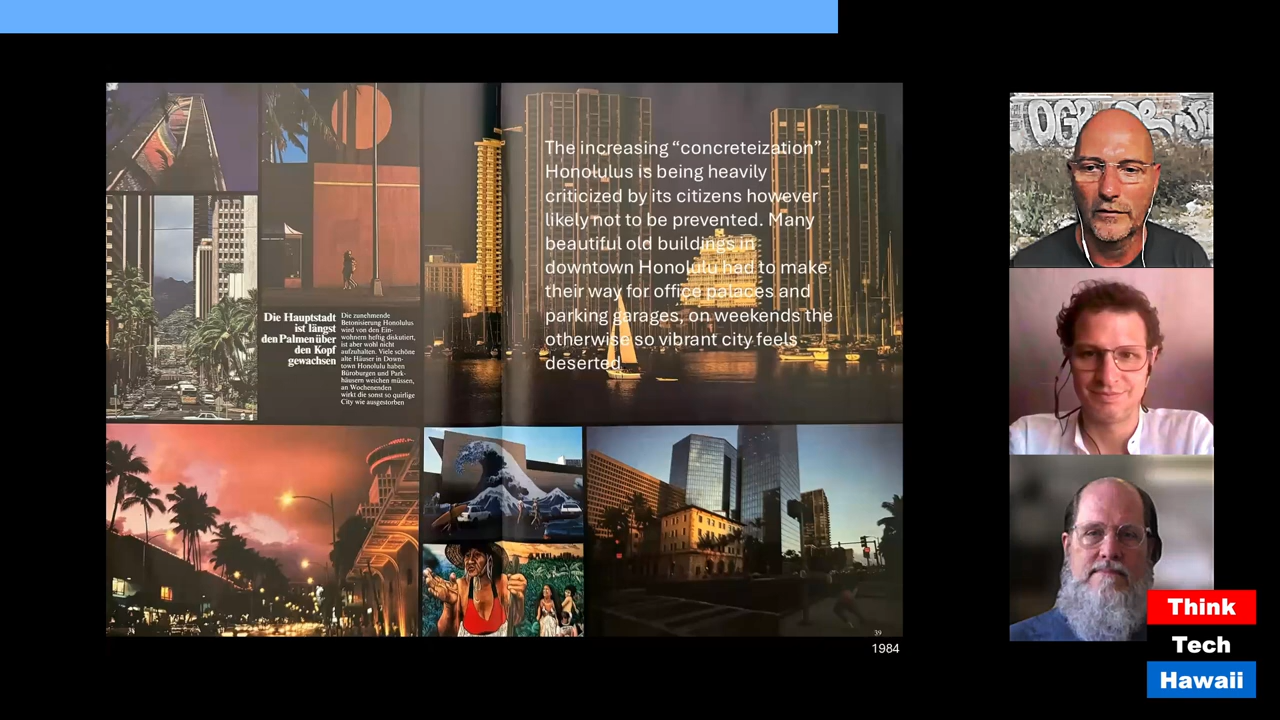 The increasing “concreteization”
Honolulus is being heavily
criticized by its citizens however
likely not to be prevented. Many
beautiful old buildings in
downtown Honolulu had to make
their way for office palaces and
parking garages, on weekends the
otherwise so vibrant city feels
deserted
Die Hauptstadt
ist längst
den Palmen über
den Kopf
gewachsen
Die zunehmende
Betonisierung Honolulus
wird von den Ein-
wohnern heftig diskutiert,
ist aber wohl nicht
aufzuhalten. Viele schöne
alte Häuser in Down-
town Honolulu haben
Büroburgen und Park-
häusern weichen müssen,
an Wochenenden
wirkt die sonst so quirlige
City wie ausgestorben
39
1984
Think
Tech
Hawaii